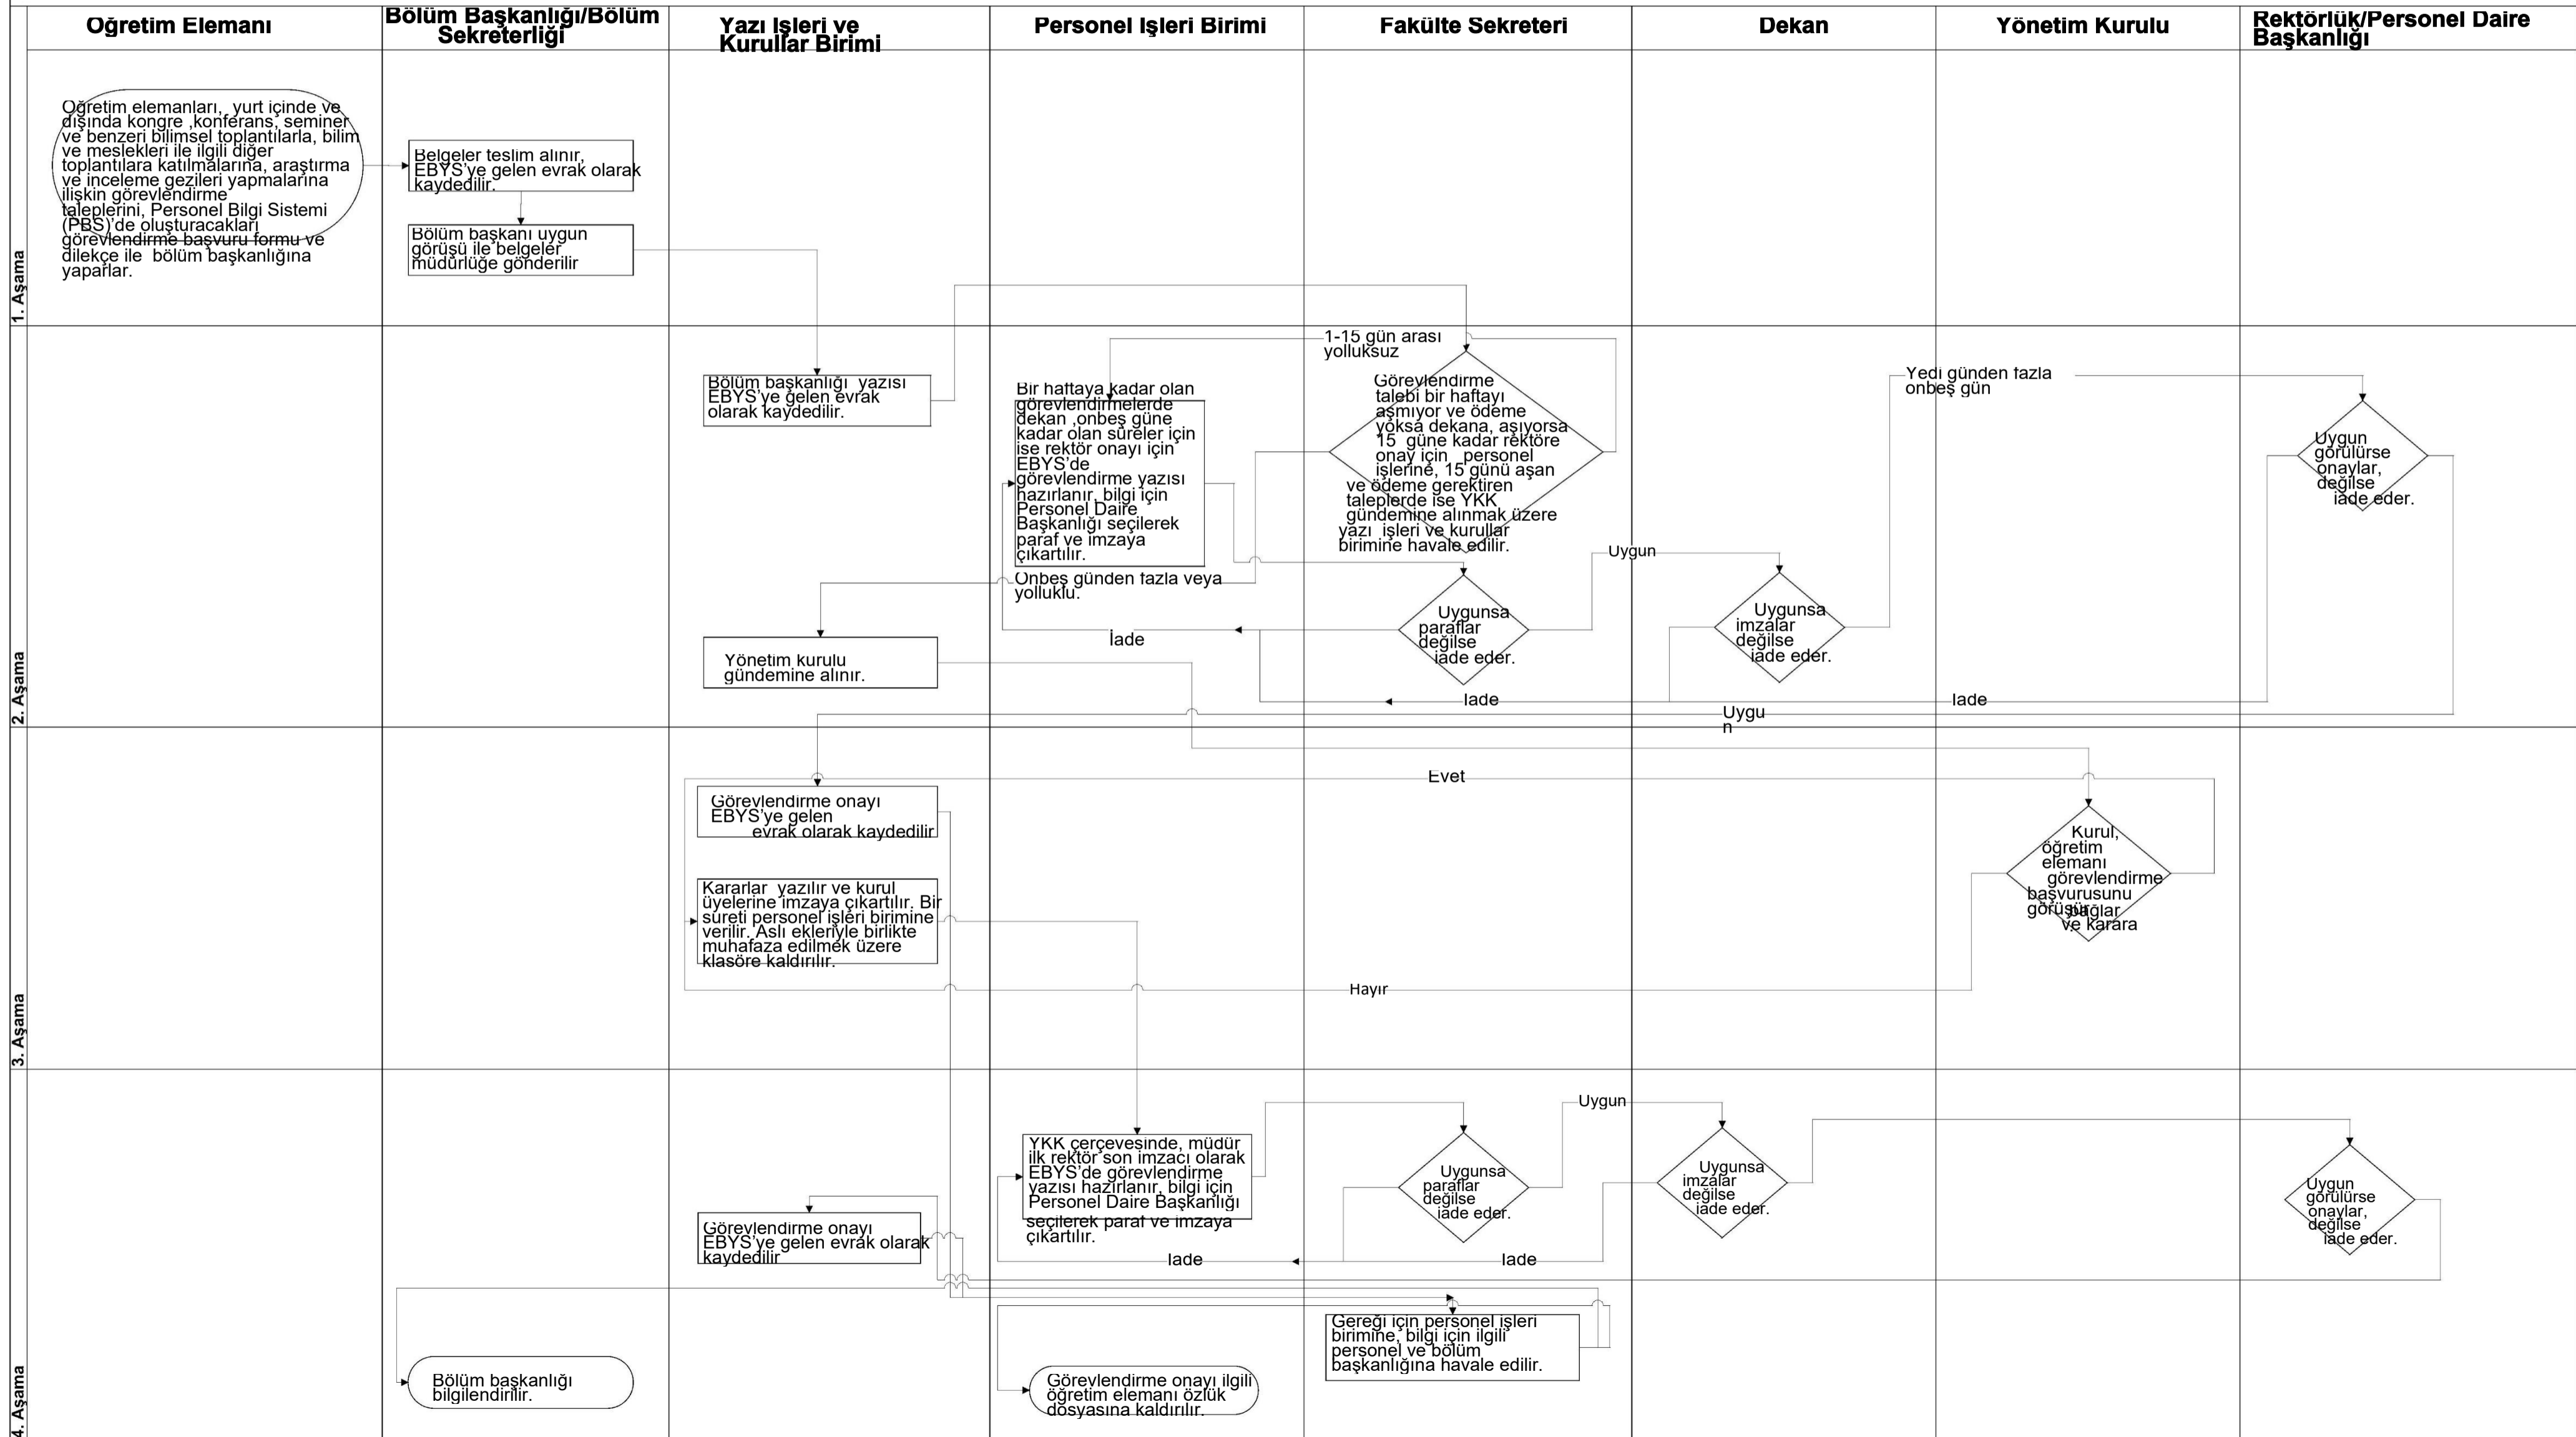 Öğretim Elemanı
Bölüm Başkanlığı/Bölüm
Sekreterliği
Yazı İşleri ve
Kurullar Birimi
Personel İşleri Birimi
Fakülte Sekreteri
Dekan
Yönetim Kurulu
Rektörlük/Personel Daire
Başkanlığı
1. Aşama
Öğretim elemanları, yurt içinde ve
dışında kongre ,konferans, seminer
ve benzeri bilimsel toplantılarla, bilim
ve meslekleri ile ilgili diğer
toplantılara katılmalarına, araştırma
ve inceleme gezileri yapmalarına
ilişkin görevlendirme
taleplerini, Personel Bilgi Sistemi
(PBS)'de oluşturacakları
görevlendirme başvuru formu ve
dilekçe ile bölüm başkanlığına
yaparlar.
Belgeler teslim alınır,
EBYS'ye gelen evrak olarak
kaydedilir.
Bölüm başkanı uygun
görüşü ile belgeler
müdürlüğe gönderilir
2. Aşama
Bölüm başkanlığı yazısı
EBYS'ye gelen evrak
olarak kaydedilir.
1-15 gün arası
yolluksuz
Bir haftaya kadar olan
görevlendirmelerde
dekan ,onbeş güne
kadar olan süreler için
ise rektör onayı için
EBYS'de
görevlendirme yazısı
hazırlanır, bilgi için
Personel Daire
Başkanlığı seçilerek
paraf ve imzaya
çıkartılır.
Görevlendirme
talebi bir haftayı
aşmıyor ve ödeme
yoksa dekana, aşıyorsa
15 güne kadar rektöre
onay için personel
işlerine, 15 günü aşan
ve ödeme gerektiren
taleplerde ise YKK
gündemine alınmak üzere
yazı işleri ve kurullar
birimine havale edilir.
Yedi günden fazla
onbeş gün
Uygun
görülürse
onaylar,
değilse
iade eder.
Uygun
Onbeş günden fazla veya
yolluklu.
Uygunsa
paraflar
değilse
iade eder.
Uygunsa
imzalar
değilse
iade eder.
İade
Yönetim kurulu
gündemine alınır.
İade
İade
Uygu
n
3. Aşama
Evet
Görevlendirme onayı
EBYS'ye gelen
evrak olarak kaydedilir
Kararlar yazılır ve kurul
üyelerine imzaya çıkartılır. Bir
süreti personel işleri birimine
verilir. Aslı ekleriyle birlikte
muhafaza edilmek üzere
klasöre kaldırılır.
Kurul,
öğretim
elemanı
görevlendirme
başvurusunu
görüşür
bağlar
ve karara
Hayır
4. Aşama
Uygun
YKK çerçevesinde, müdür
ilk rektör son imzacı olarak
EBYS'de görevlendirme
yazısı hazırlanır, bilgi için
Personel Daire Başkanlığı
seçilerek paraf ve imzaya
çıkartılır.
Uygunsa
paraflar
değilse
iade eder.
Uygunsa
imzalar
değilse
iade eder.
Uygun
görülürse
onaylar,
değilse
iade eder.
Görevlendirme onayı
EBYS'ye gelen evrak olarak
kaydedilir
İade
İade
Gereği için personel işleri
birimine, bilgi için ilgili
personel ve bölüm
başkanlığına havale edilir.
Bölüm başkanlığı
bilgilendirilir.
Görevlendirme onayı ilgili
öğretim elemanı özlük
dosyasına kaldırılır.